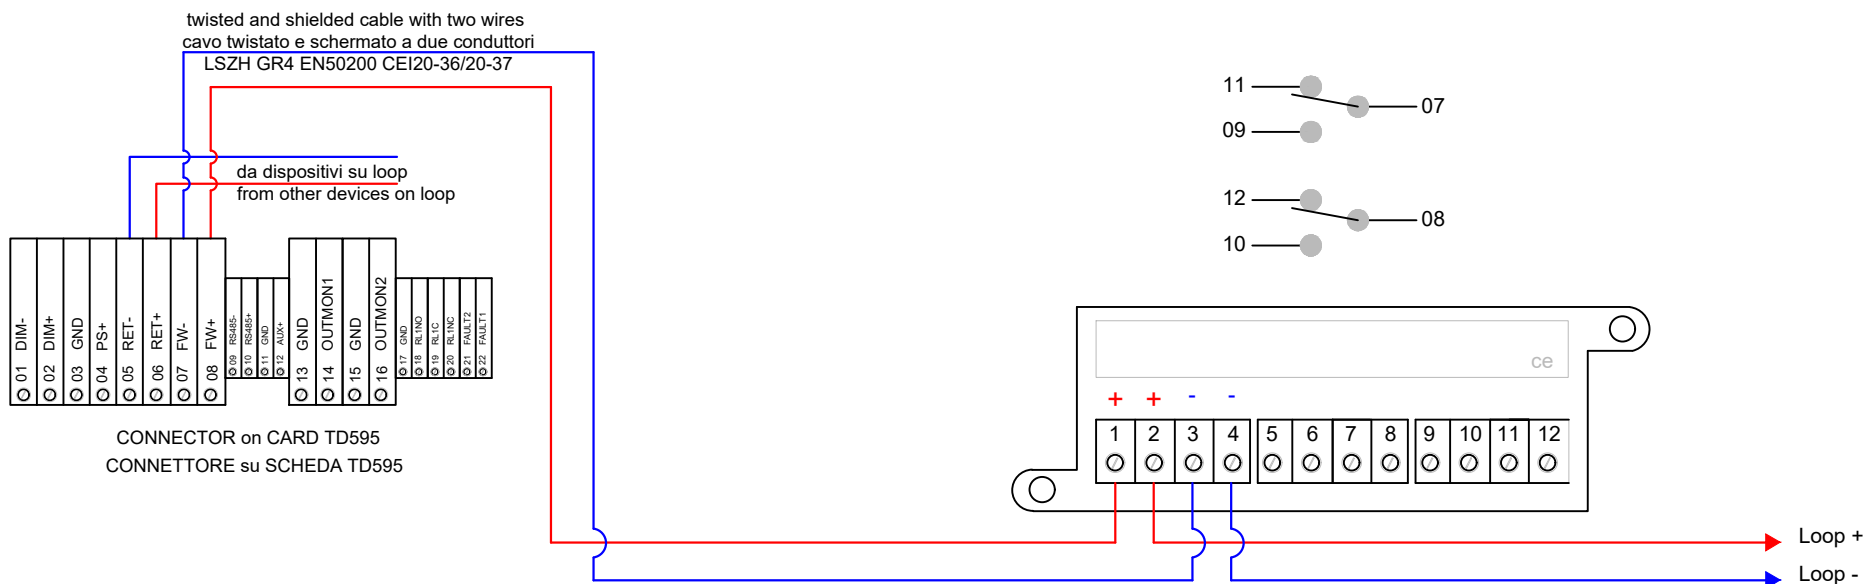 twisted and shielded cable with two wires
cavo twistato e schermato a due conduttori
LSZH GR4 EN50200 CEI20-36/20-37
11
07
09
12
08
10
da dispositivi su loop
from other devices on loop
01 DIM-
02 DIM+
03 GND
04 PS+
05 RET-
06 RET+
07 FW-
08 FW+
09 RS485-
10 RS485+
11 GND
12 AUX+
13 GND
14 OUTMON1
15 GND
16 OUTMON2
17 GND
18 RL1NO
19 RL1C
20 RL1NC
21 FAULT2
22 FAULT1
CONNECTOR on CARD TD595
CONNETTORE su SCHEDA TD595
ce
+ + - -
1 2 3 4 5 6 7 8 9 10 11 12
Loop +
Loop -